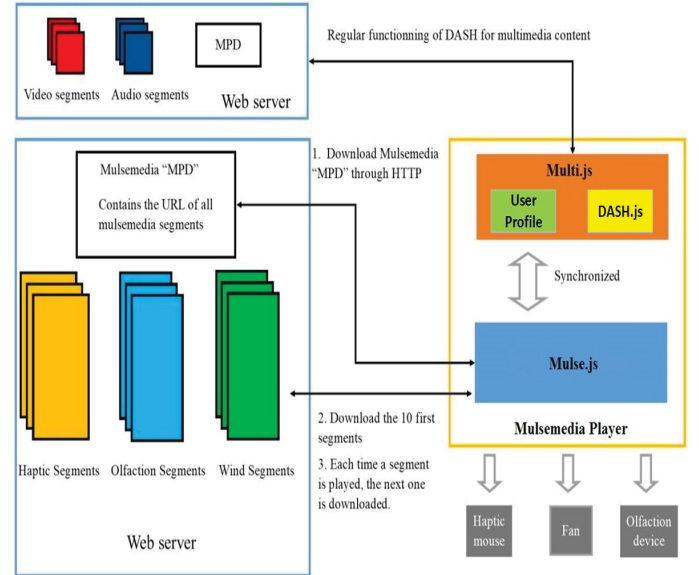 Regular functionning of DASH for multimedia content
MPD
Video segments
Audio segments
Web server
Mulsemedia “MPD”
Contains the URL of all
mulsemedia segments
1. Download Mulsemedia
“MPD” through HTTP
Multi.js
User
Profile
DASH.js
Synchronized
Mulse.js
Mulsemedia Player
2. Download the 10 first
segments
3. Each time a segment
is played, the next one
is downloaded.
Haptic Segments
Olfaction Segments
Wind Segments
Web server
Haptic
mouse
Fan
Olfaction
device